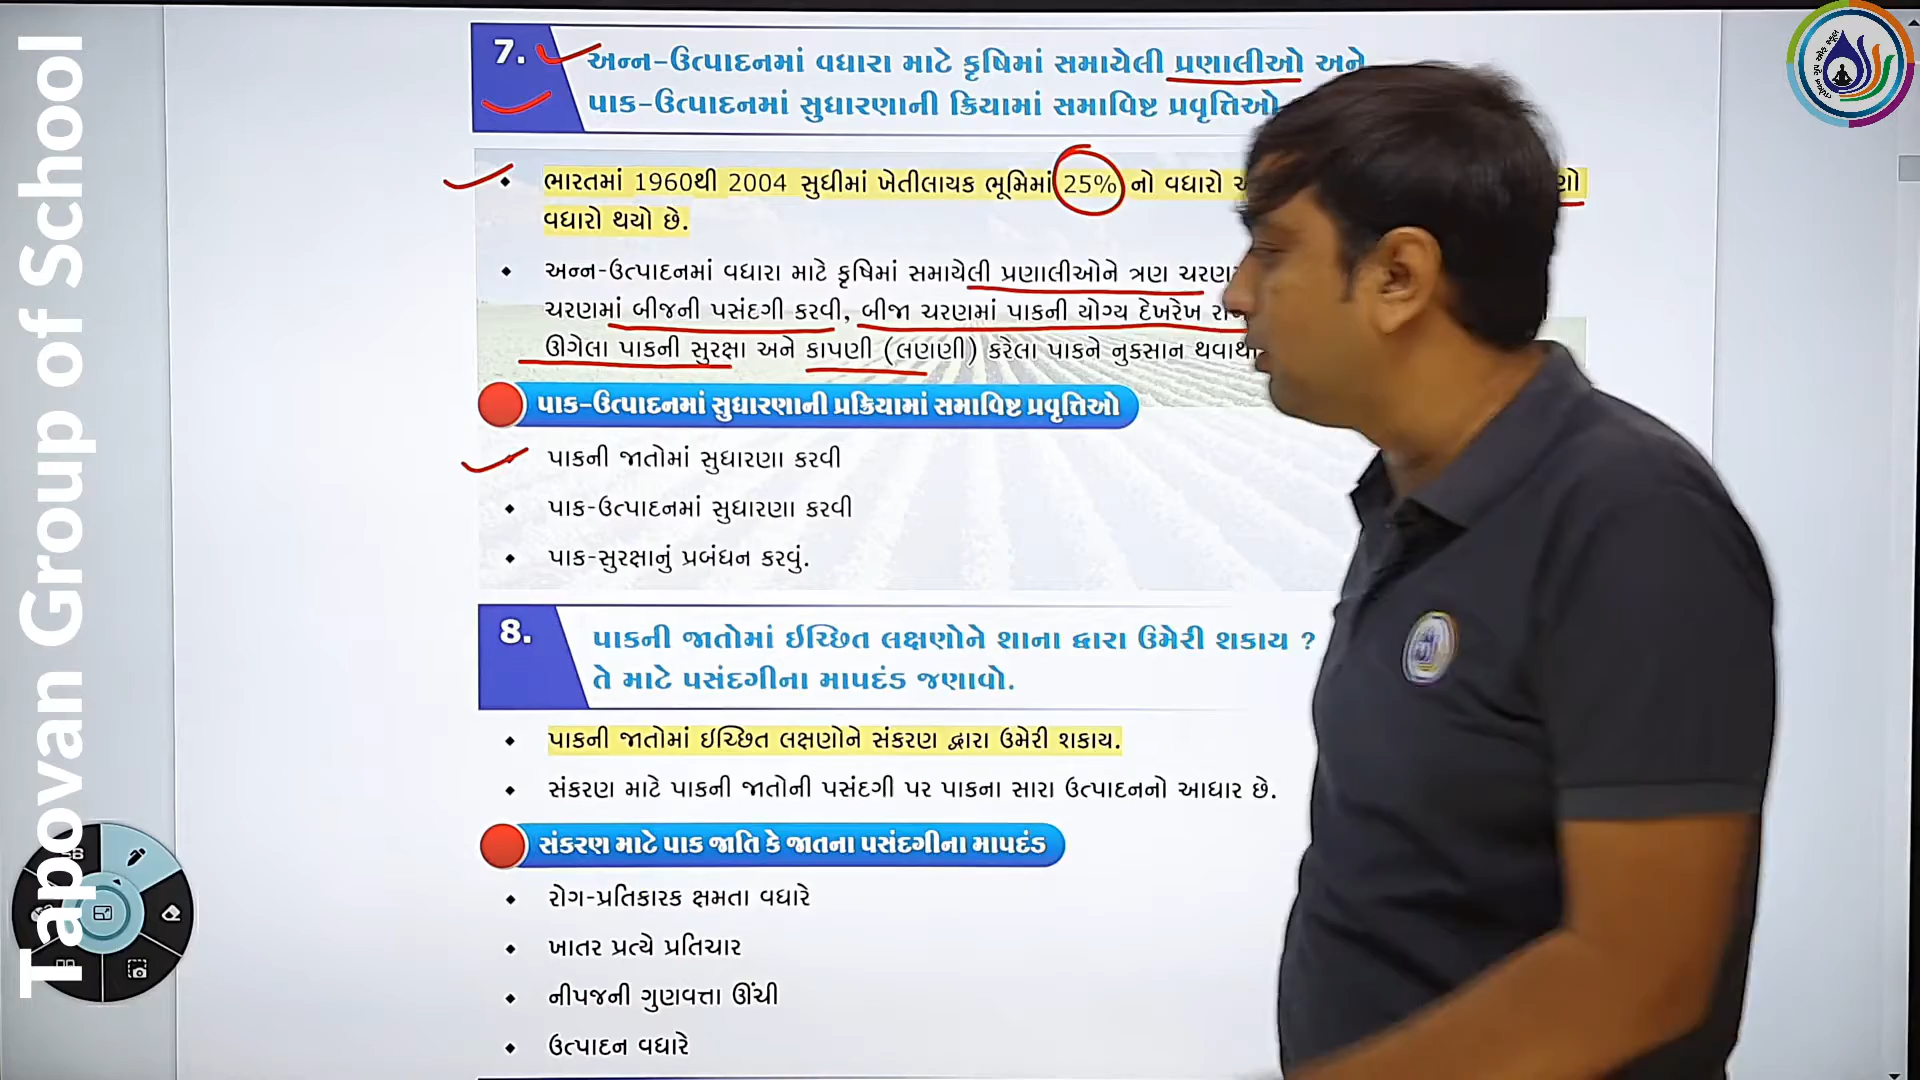 Tapovan Group of School
7.
અન્ન-ઉત્પાદનમાં વધારા માટે કૃષિમાં સમાયેલી પ્રણાલીઓ અને
પાક-ઉત્પાદનમાં સુધારણાની ક્રિયામાં સમાવિષ્ટ પ્રવૃત્તિઓ
ભારતમાં 1960થી 2004 સુધીમાં ખેતીલાયક ભૂમિમાં 25% નો વધારો
વધારો થયો છે.
અન્ન-ઉત્પાદનમાં વધારા માટે કૃષિમાં સમાયેલી પ્રણાલીઓને ત્રણ
ચરણમાં બીજની પસંદગી કરવી, બીજા ચરણમાં પાકની યોગ્ય દેખરેખ
ઊગેલા પાકની સુરક્ષા અને કાપણી (લણણી) કરેલા પાકને નુકસાન
પાક-ઉત્પાદનમાં સુધારણાની પ્રક્રિયામાં સમાવિષ્ટ પ્રવૃત્તિઓ
પાકની જાતોમાં સુધારણા કરવી
પાક-ઉત્પાદનમાં સુધારણા કરવી
પાક-સુરક્ષાનું પ્રબંધન કરવું.
8.
પાકની જાતોમાં ઇચ્છિત લક્ષણોને શાના દ્વારા ઉમેરી શકાય ?
તે માટે પસંદગીના માપદંડ જણાવો.
પાકની જાતોમાં ઇચ્છિત લક્ષણોને સંકરણ દ્વારા ઉમેરી શકાય.
સંકરણ માટે પાકની જાતોની પસંદગી પર પાકના સારા ઉત્પાદનનો આધાર છે.
સંકરણ માટે પાક જાતિ કે જાતના પસંદગીના માપદંડ
રોગ-પ્રતિકારક ક્ષમતા વધારે
ખાતર પ્રત્યે પ્રતિચાર
નીપજની ગુણવત્તા ઊંચી
ઉત્પાદન વધારે